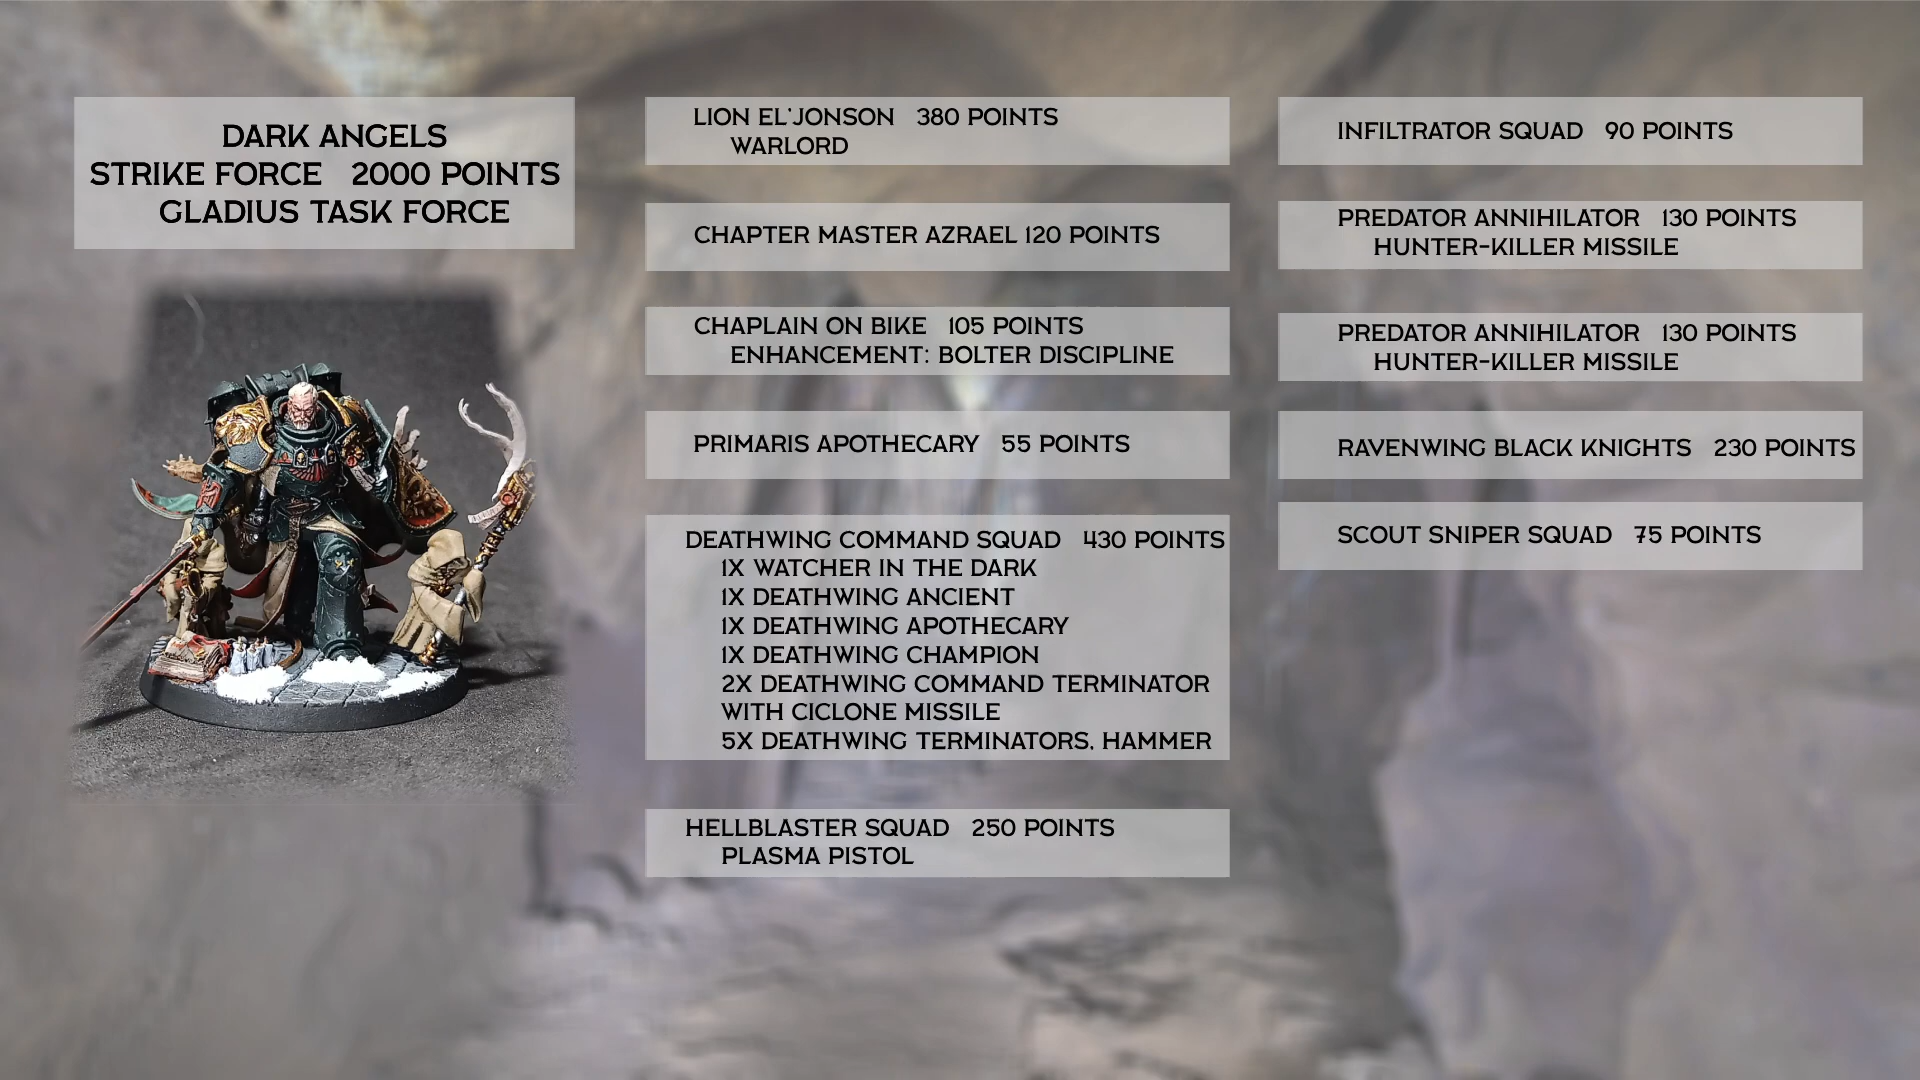 DARK ANGELS
STRIKE FORCE 2000 POINTS
GLADIUS TASK FORCE
LION EL'JONSON 380 POINTS
WARLORD
CHAPTER MASTER AZRAEL 120 POINTS
CHAPLAIN ON BIKE 105 POINTS
ENHANCEMENT: BOLTER DISCIPLINE
PRIMARIS APOTHECARY 55 POINTS
DEATHWING COMMAND SQUAD 430 POINTS
1X WATCHER IN THE DARK
1X DEATHWING ANCIENT
1X DEATHWING APOTHECARY
1X DEATHWING CHAMPION
2X DEATHWING COMMAND TERMINATOR
WITH CICLONE MISSILE
5X DEATHWING TERMINATORS, HAMMER
HELLBLASTER SQUAD 250 POINTS
PLASMA PISTOL
INFILTRATOR SQUAD 90 POINTS
PREDATOR ANNIHILATOR 130 POINTS
HUNTER-KILLER MISSILE
PREDATOR ANNIHILATOR 130 POINTS
HUNTER-KILLER MISSILE
RAVENWING BLACK KNIGHTS 230 POINTS
SCOUT SNIPER SQUAD 75 POINTS